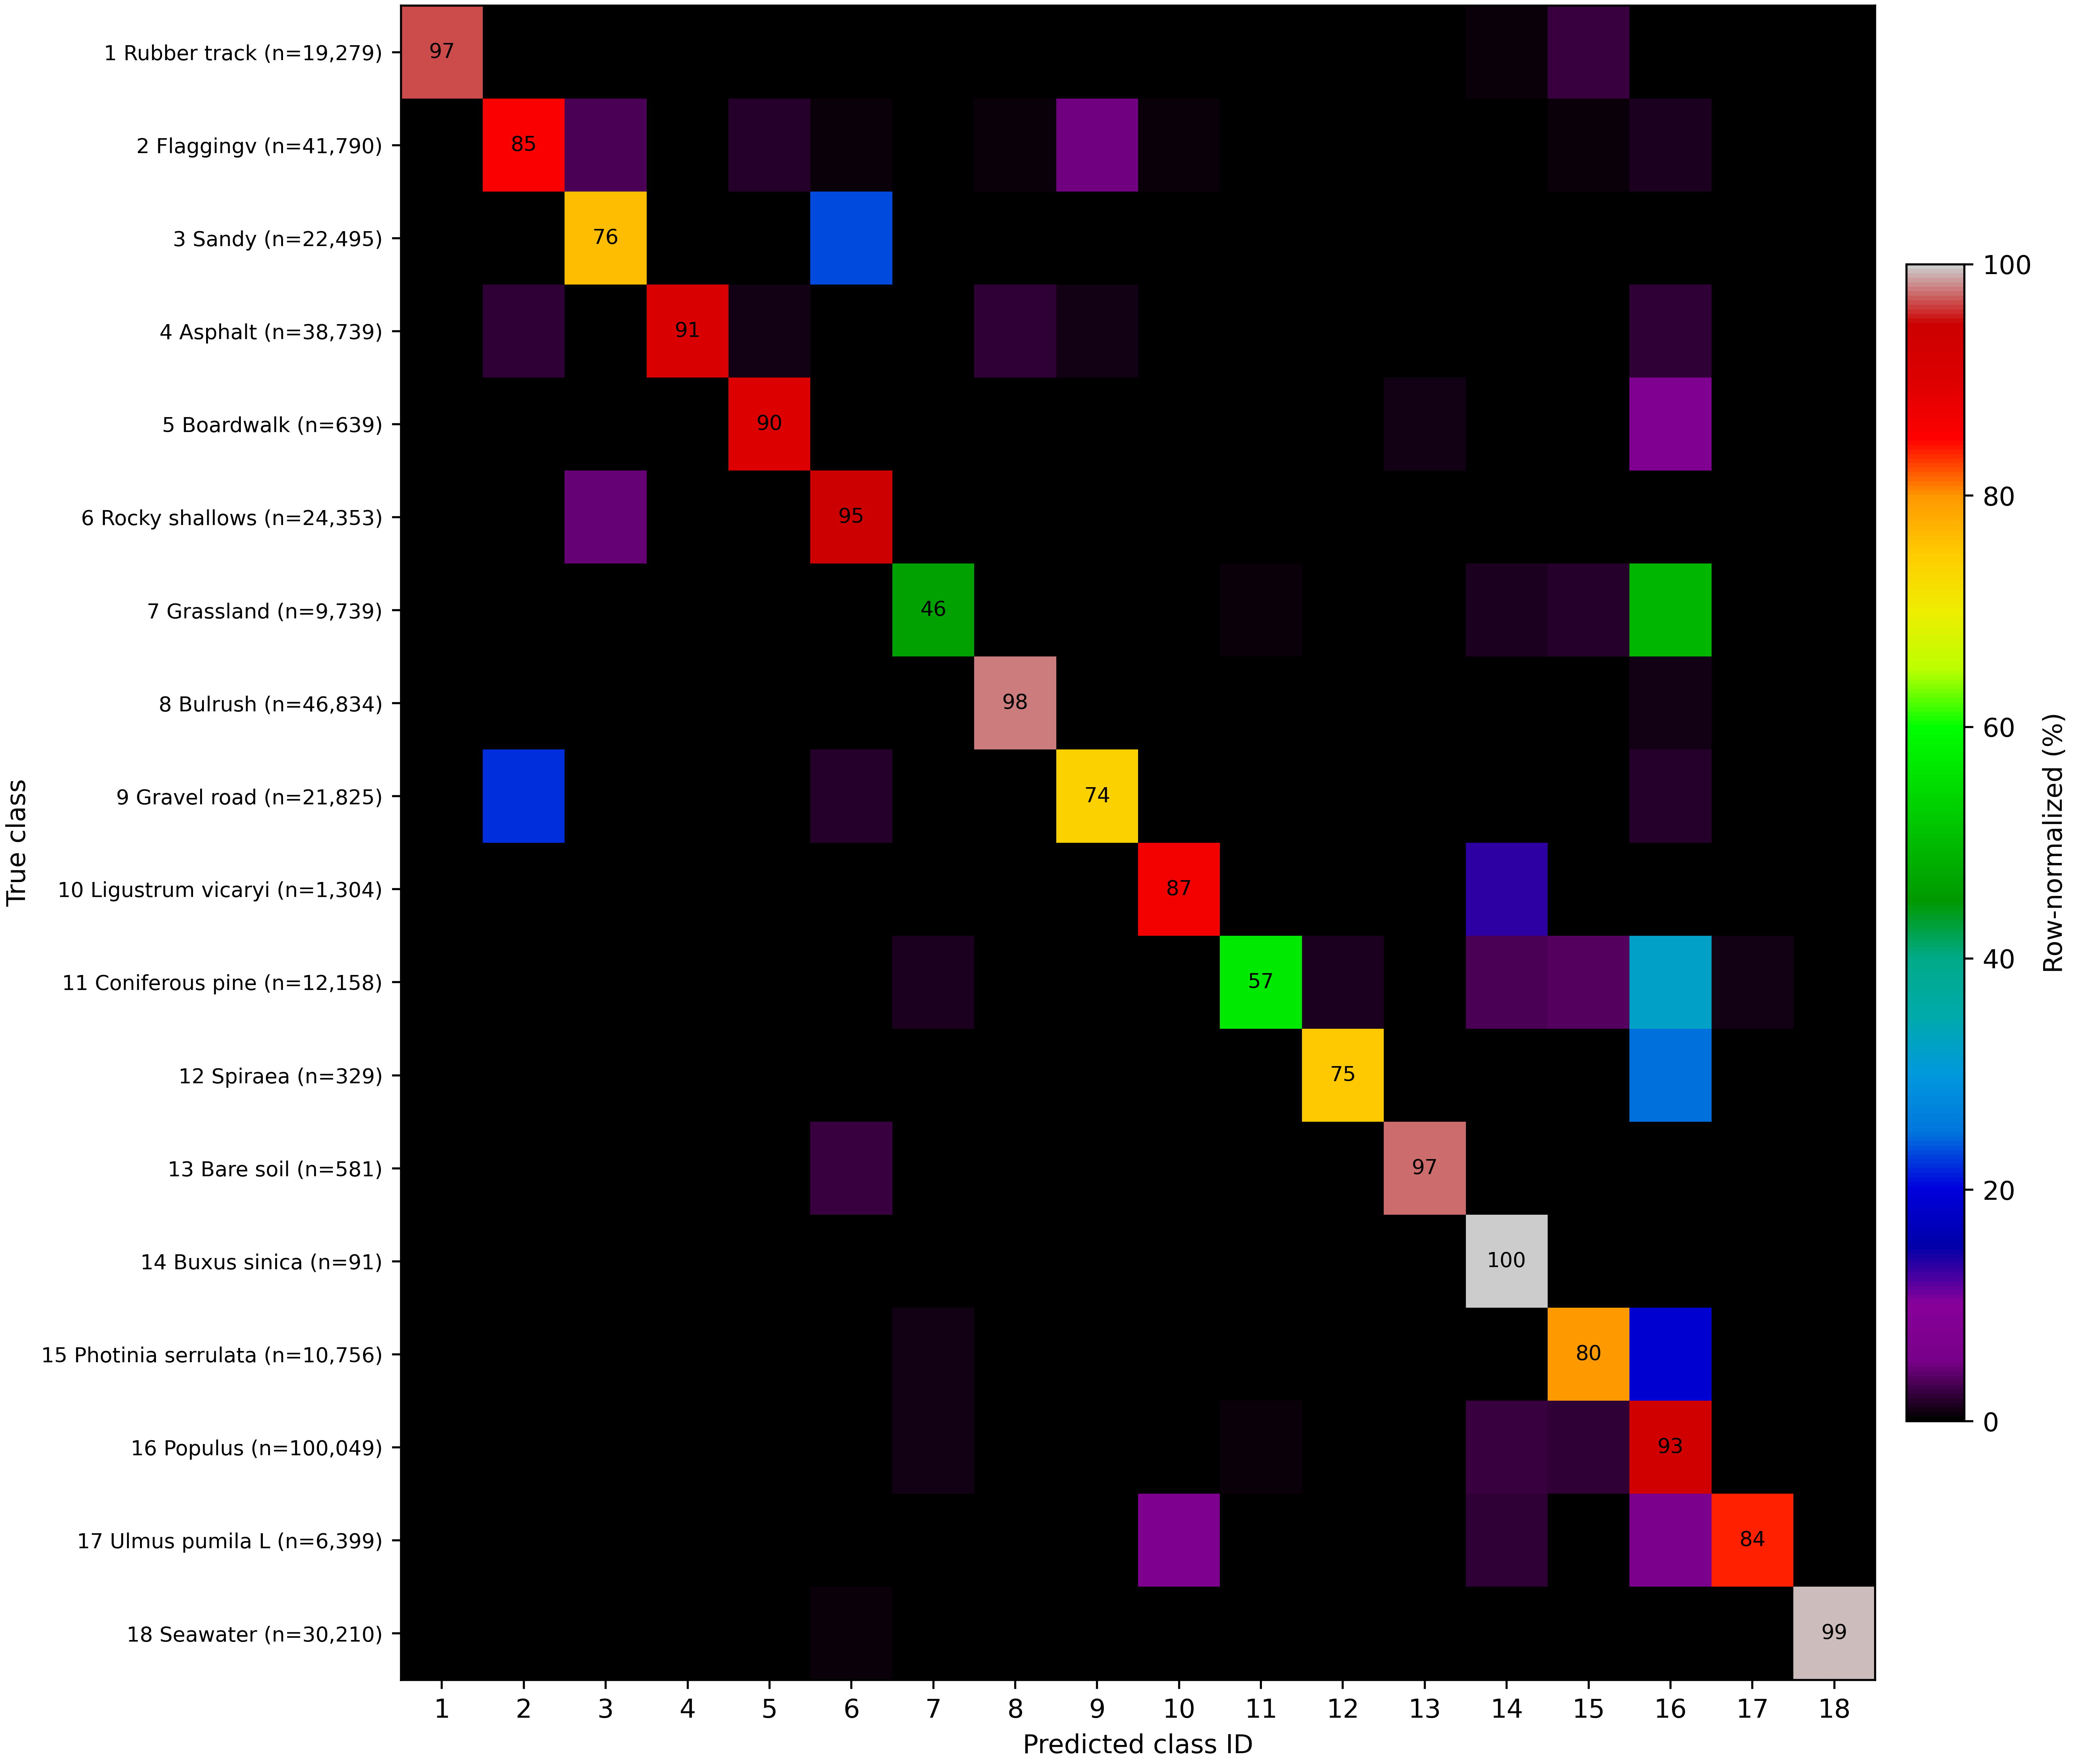 1 Rubber track (n=19,279)
97
2 Flaggingv (n=41,790)
85
3 Sandy (n=22,495)
76
4 Asphalt (n=38,739)
91
5 Boardwalk (n=639)
90
6 Rocky shallows (n=24,353)
95
7 Grassland (n=9,739)
46
8 Bulrush (n=46,834)
98
9 Gravel road (n=21,825)
74
10 Ligustrum vicaryi (n=1,304)
87
11 Coniferous pine (n=12,158)
57
12 Spiraea (n=329)
75
13 Bare soil (n=581)
97
14 Buxus sinica (n=91)
100
15 Photinia serrulata (n=10,756)
80
16 Populus (n=100,049)
93
17 Ulmus pumila L (n=6,399)
84
18 Seawater (n=30,210)
99
True class
1 2 3 4 5 6 7 8 9 10 11 12 13 14 15 16 17 18
Predicted class ID
100
80
60
40
20
0
Row-normalized (%)